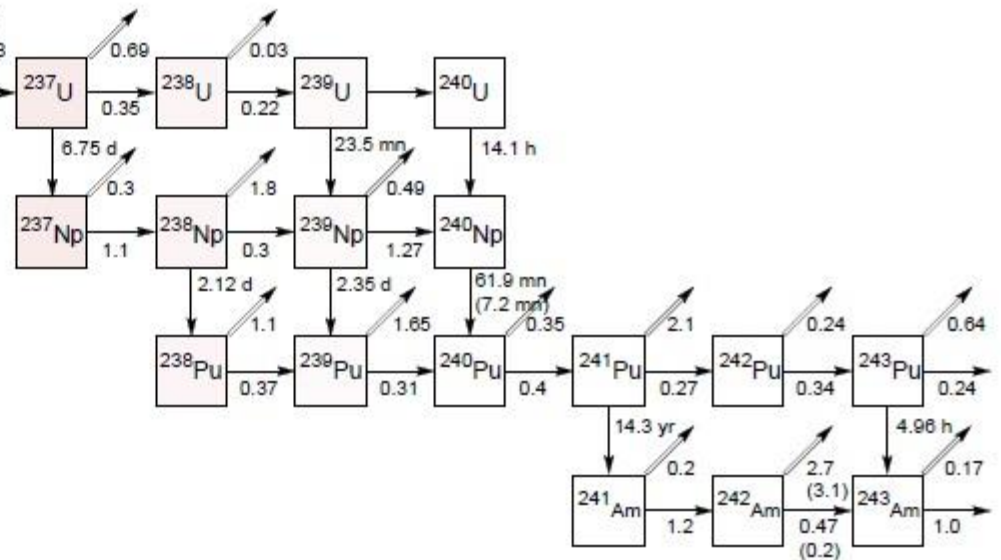 8 0.69 0.03
²³⁷U ²³⁸U ²³⁹U ²⁴⁰U
0.35 0.22
6.75 d 23.5 mn 14.1 h
0.3 1.8 0.49
²³⁷Np ²³⁸Np ²³⁹Np ²⁴⁰Np
1.1 0.3 1.27
2.12 d 2.35 d 61.9 mn
(7.2 mn)
1.1 1.65 0.35 2.1 0.24 0.64
²³⁸Pu ²³⁹Pu ²⁴⁰Pu ²⁴¹Pu ²⁴²Pu ²⁴³Pu
0.37 0.31 0.4 0.27 0.34 0.24
14.3 yr 4.96 h
0.2 2.7 0.17
(3.1)
²⁴¹Am ²⁴²Am ²⁴³Am
1.2 0.47 1.0
(0.2)